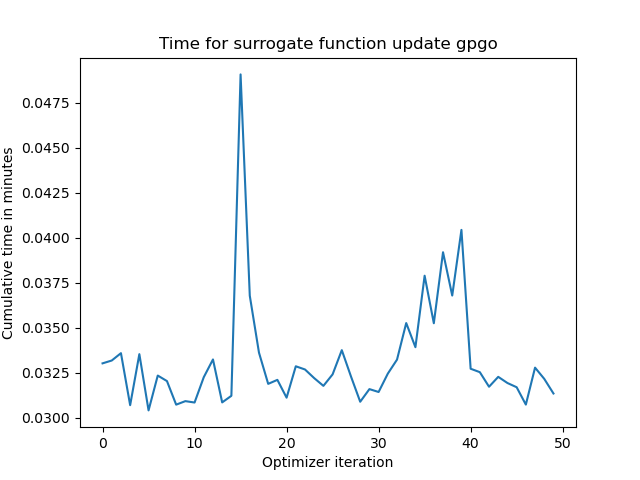 Time for surrogate function update gpgo
Cumulative time in minutes
0.0475
0.0450
0.0425
0.0400
0.0375
0.0350
0.0325
0.0300
0 10 20 30 40 50
Optimizer iteration